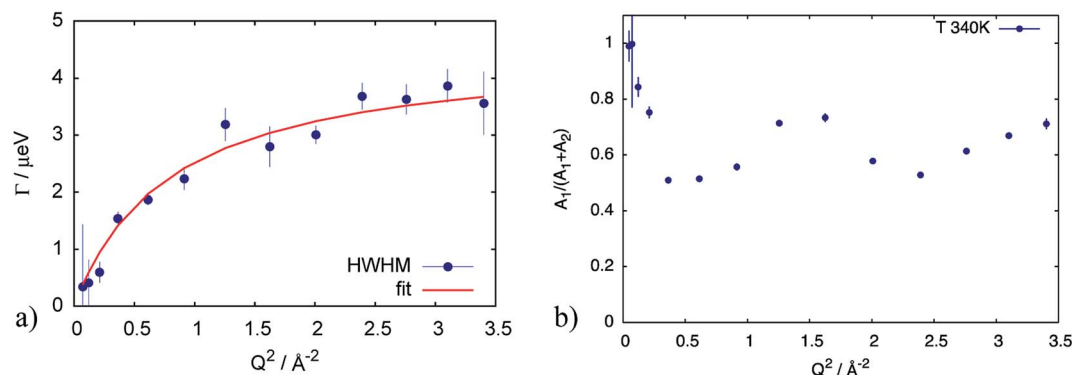 5
4
3
2
1
0
Γ / μeV
HWHM
fit
0 0.5 1 1.5 2 2.5 3 3.5
Q² / Å⁻²
a)
1
0.8
0.6
0.4
0.2
0
A₁/(A₁+A₂)
T 340K
0 0.5 1 1.5 2 2.5 3 3.5
Q² / Å⁻²
b)